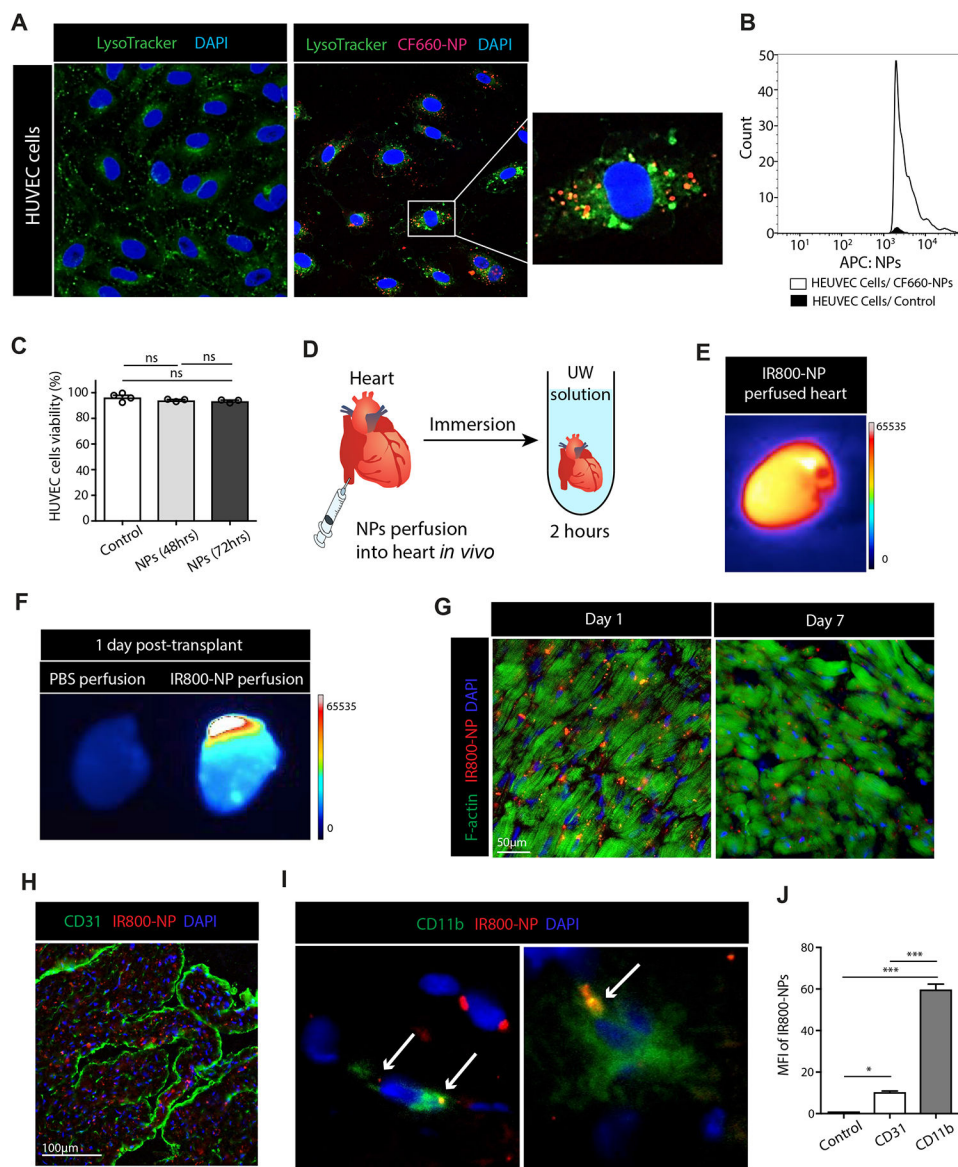 A
LysoTracker DAPI
LysoTracker CF660-NP DAPI
HUVEC cells
B
50
40
30
20
10
0
Count
10¹ 10² 10³ 10⁴
APC: NPs
HEUVEC Cells/ CF660-NPs
HEUVEC Cells/ Control
C
ns ns
ns
HUVEC cells viability (%)
100
80
60
40
20
0
Control
NPs (48hrs)
NPs (72hrs)
D
Heart
Immersion
UW
solution
NPs perfusion
into heart in vivo
2 hours
E
IR800-NP
perfused heart
65535
0
F
1 day post-transplant
PBS perfusion IR800-NP perfusion
65535
0
G
Day 1 Day 7
F-actin IR800-NP DAPI
50µm
H
CD31 IR800-NP DAPI
100µm
I
CD11b IR800-NP DAPI
J
***
***
*
MFI of IR800-NPs
80
60
40
20
0
Control
CD31
CD11b